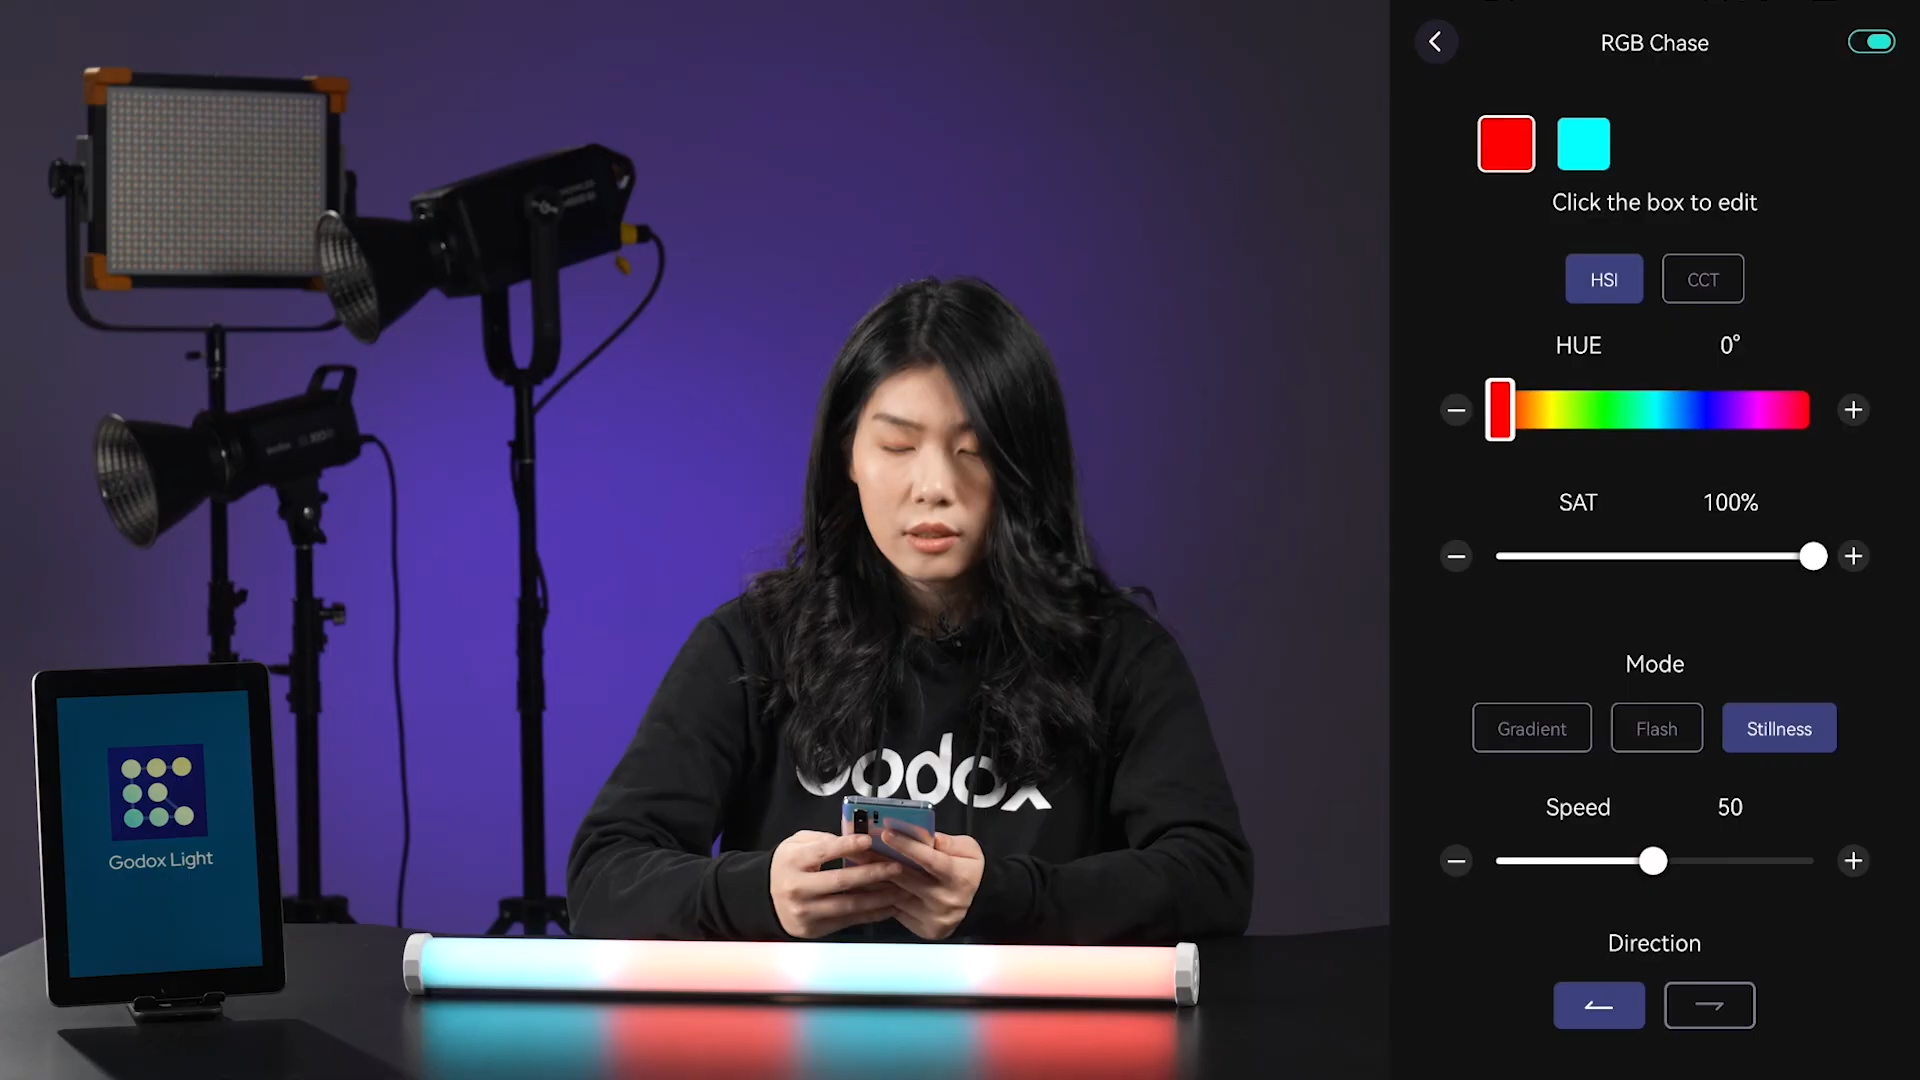 RGB Chase
Click the box to edit
HSI
CCT
HUE
0°
SAT
100%
Mode
Gradient
Flash
Stillness
Speed
50
Direction
Godox
Godox Light